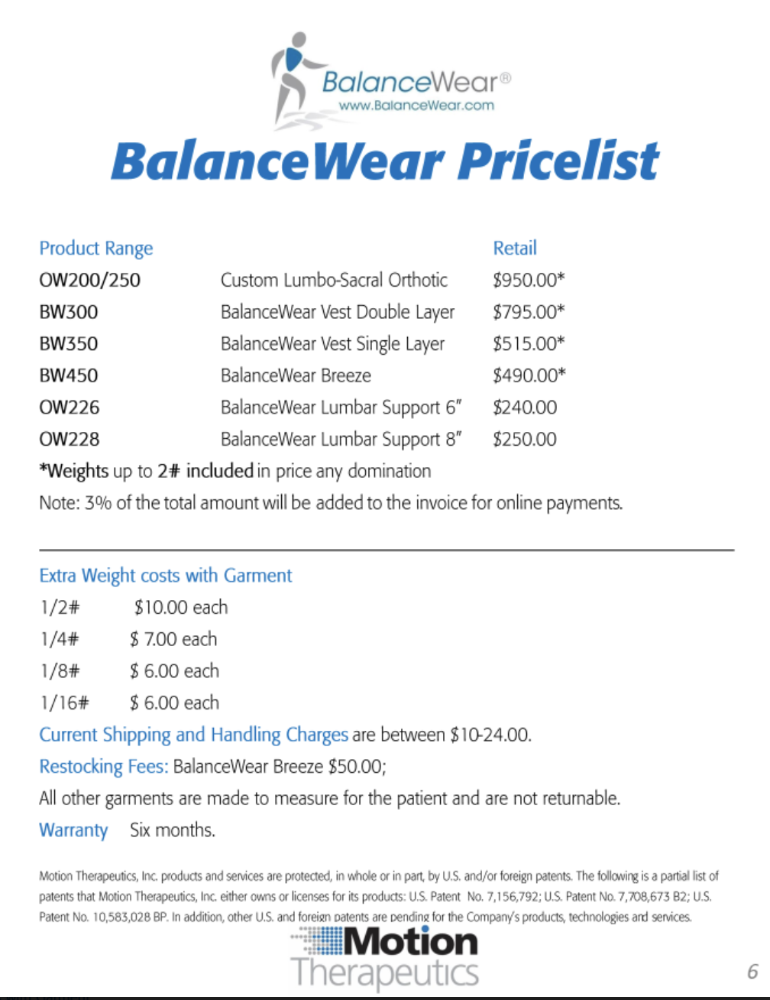 BalanceWear®
www.BalanceWear.com
BalanceWear Pricelist
Product Range Retail
OW200/250 Custom Lumbo-Sacral Orthotic $950.00*
BW300 BalanceWear Vest Double Layer $795.00*
BW350 BalanceWear Vest Single Layer $515.00*
BW450 BalanceWear Breeze $490.00*
OW226 BalanceWear Lumbar Support 6” $240.00
OW228 BalanceWear Lumbar Support 8” $250.00
*Weights up to 2# included in price any domination
Note: 3% of the total amount will be added to the invoice for online payments.
Extra Weight costs with Garment
1/2# $10.00 each
1/4# $ 7.00 each
1/8# $ 6.00 each
1/16# $ 6.00 each
Current Shipping and Handling Charges are between $10-24.00.
Restocking Fees: BalanceWear Breeze $50.00;
All other garments are made to measure for the patient and are not returnable.
Warranty Six months.
Motion Therapeutics, Inc. products and services are protected, in whole or in part, by U.S. and/or foreign patents. The following is a partial list of
patents that Motion Therapeutics, Inc. either owns or licenses for its products: U.S. Patent No. 7,156,792; U.S. Patent No. 7,708,673 B2; U.S.
Patent No. 10,583,028 BP. In addition, other U.S. and foreign patents are pending for the Company's products, technologies and services.
Motion
Therapeutics
6